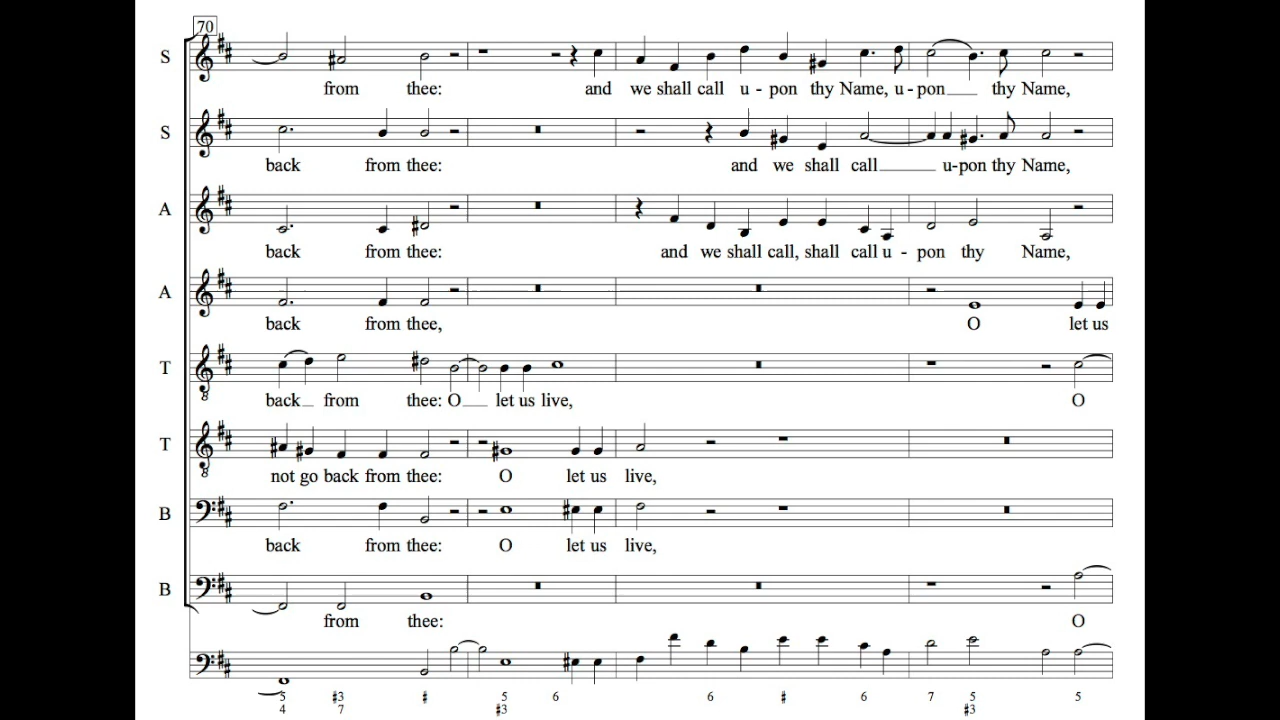 70
S
from thee: and we shall call u - pon thy Name, u - pon thy Name,
S
back from thee: and we shall call u-pon thy Name,
A
back from thee: and we shall call, shall call u - pon thy Name,
A
back from thee, O let us
T
back from thee: O let us live, O
T
not go back from thee: O let us live,
B
back from thee: O let us live,
B
from thee: O
5 #3 # 5 6 6 # 6 7 5 5
4 7 #3 #3